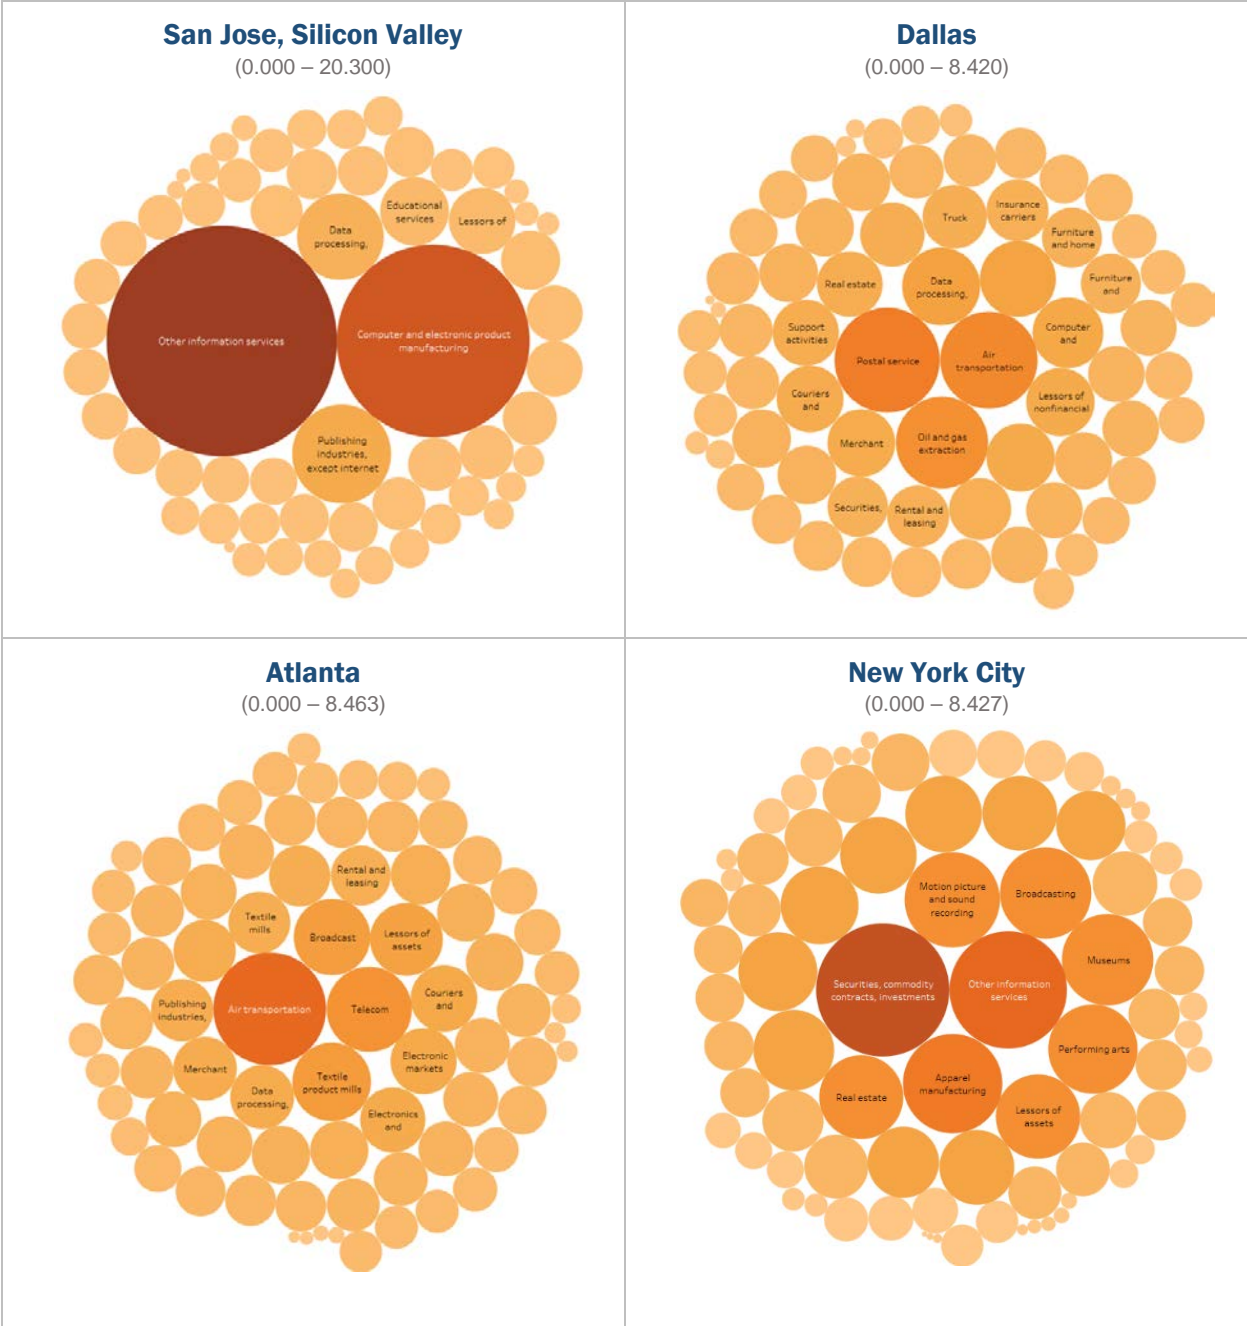 San Jose, Silicon Valley
(0.000 – 20.300)
Educational
services
Lessors of
Data
processing,
Other information services
Computer and electronic product
manufacturing
Publishing
industries,
except internet
Dallas
(0.000 – 8.420)
Truck
Insurance
carriers
Furniture
and home
Real estate
Data
processing,
Furniture
and
Support
activities
Computer
and
Postal service
Air
transportation
Couriers
and
Lessors of
nonfinancial
Merchant
Oil and gas
extraction
Securities,
Rental and
leasing
Atlanta
(0.000 – 8.463)
Rental and
leasing
Textile
mills
Broadcast
Lessors of
assets
Publishing
industries,
Air transportation
Telecom
Couriers
and
Merchant
Electronic
markets
Data
processing,
Textile
product mills
Electronics
and
New York City
(0.000 – 8.427)
Motion picture
and sound
recording
Broadcasting
Museums
Securities, commodity
contracts, investments
Other information
services
Performing arts
Real estate
Apparel
manufacturing
Lessors of
assets